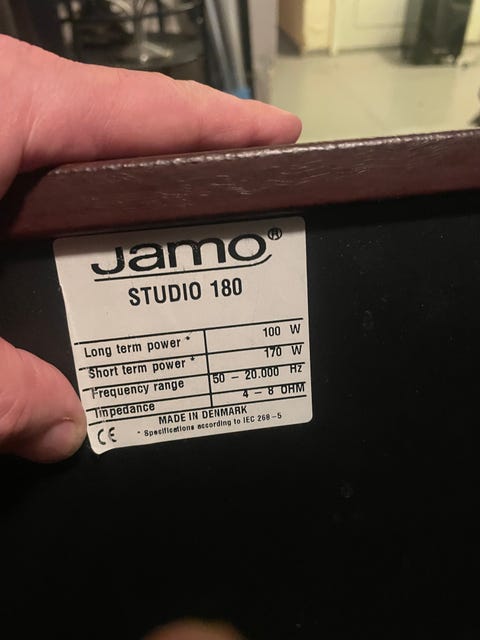 Jamo®
STUDIO 180
Long term power * 100 W
Short term power * 170 W
Frequency range 50 – 20.000 Hz
Impedance 4 – 8 OHM
MADE IN DENMARK
CE * Specifications according to IEC 268-5